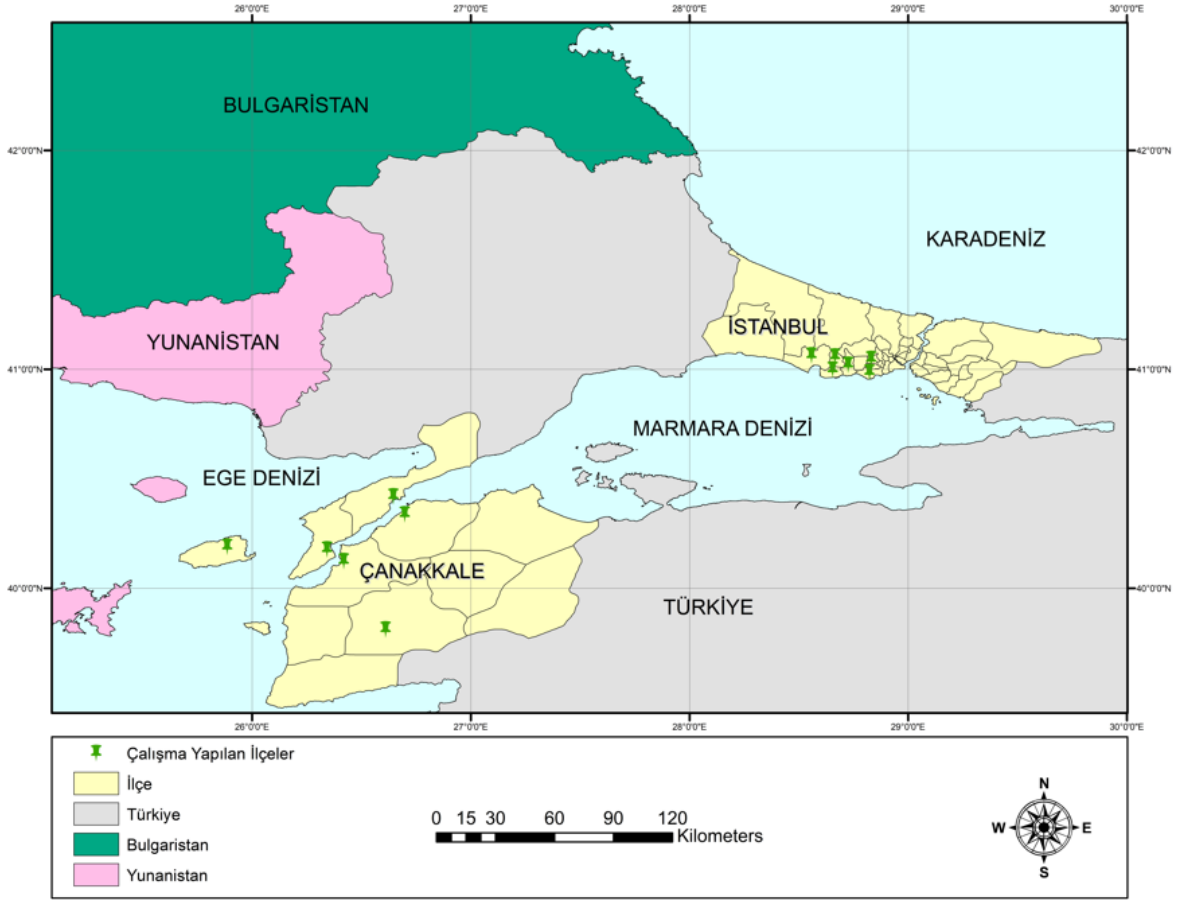 26°0'0"E 27°0'0"E 28°0'0"E 29°0'0"E 30°0'0"E
BULGARİSTAN
42°0'0"N 42°0'0"N
KARADENİZ
İSTANBUL
YUNANİSTAN
41°0'0"N 41°0'0"N
MARMARA DENİZİ
EGE DENİZİ
ÇANAKKALE
40°0'0"N 40°0'0"N
TÜRKİYE
26°0'0"E 27°0'0"E 28°0'0"E 29°0'0"E 30°0'0"E
Çalışma Yapılan İlçeler
İlçe
Türkiye
Bulgaristan
Yunanistan
0 15 30 60 90 120
Kilometers
N
W E
S